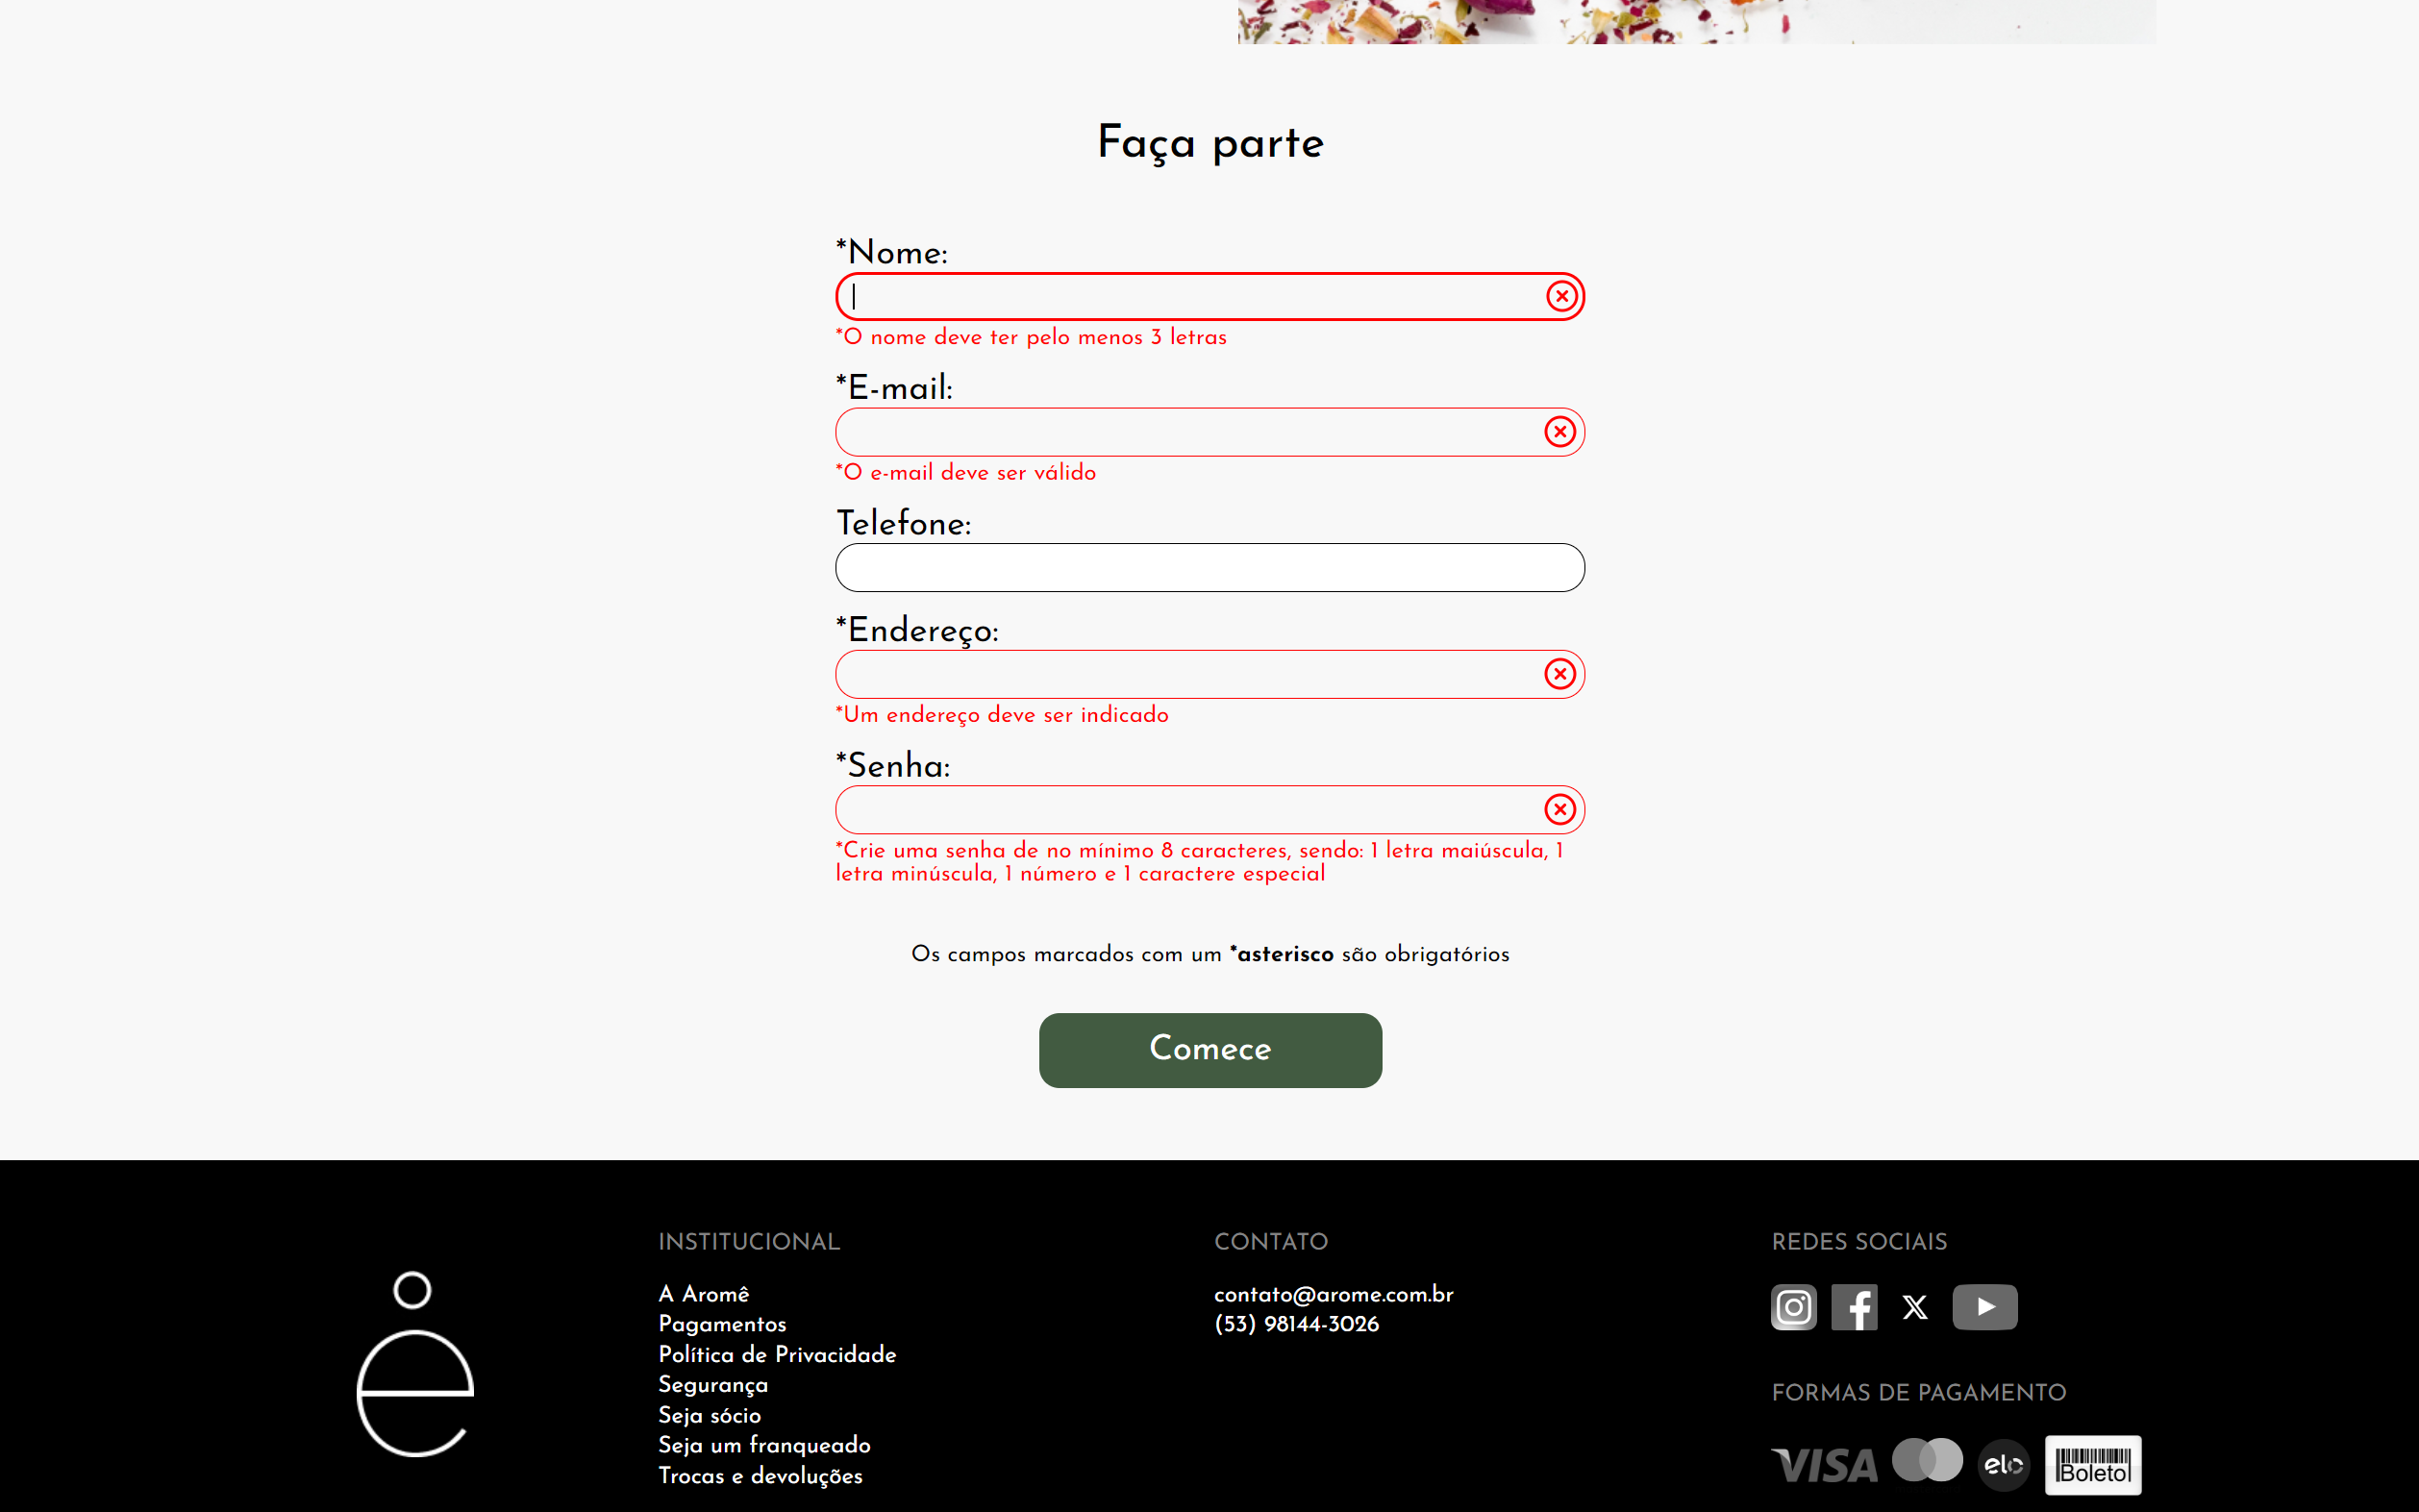 Faça parte
*Nome:
*O nome deve ter pelo menos 3 letras
*E-mail:
*O e-mail deve ser válido
Telefone:
*Endereço:
*Um endereço deve ser indicado
*Senha:
*Crie uma senha de no mínimo 8 caracteres, sendo: 1 letra maiúscula, 1
letra minúscula, 1 número e 1 caractere especial
Os campos marcados com um *asterisco são obrigatórios
Comece
INSTITUCIONAL
A Aromê
Pagamentos
Política de Privacidade
Segurança
Seja sócio
Seja um franqueado
Trocas e devoluções
CONTATO
contato@arome.com.br
(53) 98144-3026
REDES SOCIAIS
FORMAS DE PAGAMENTO
VISA
elo
Boleto